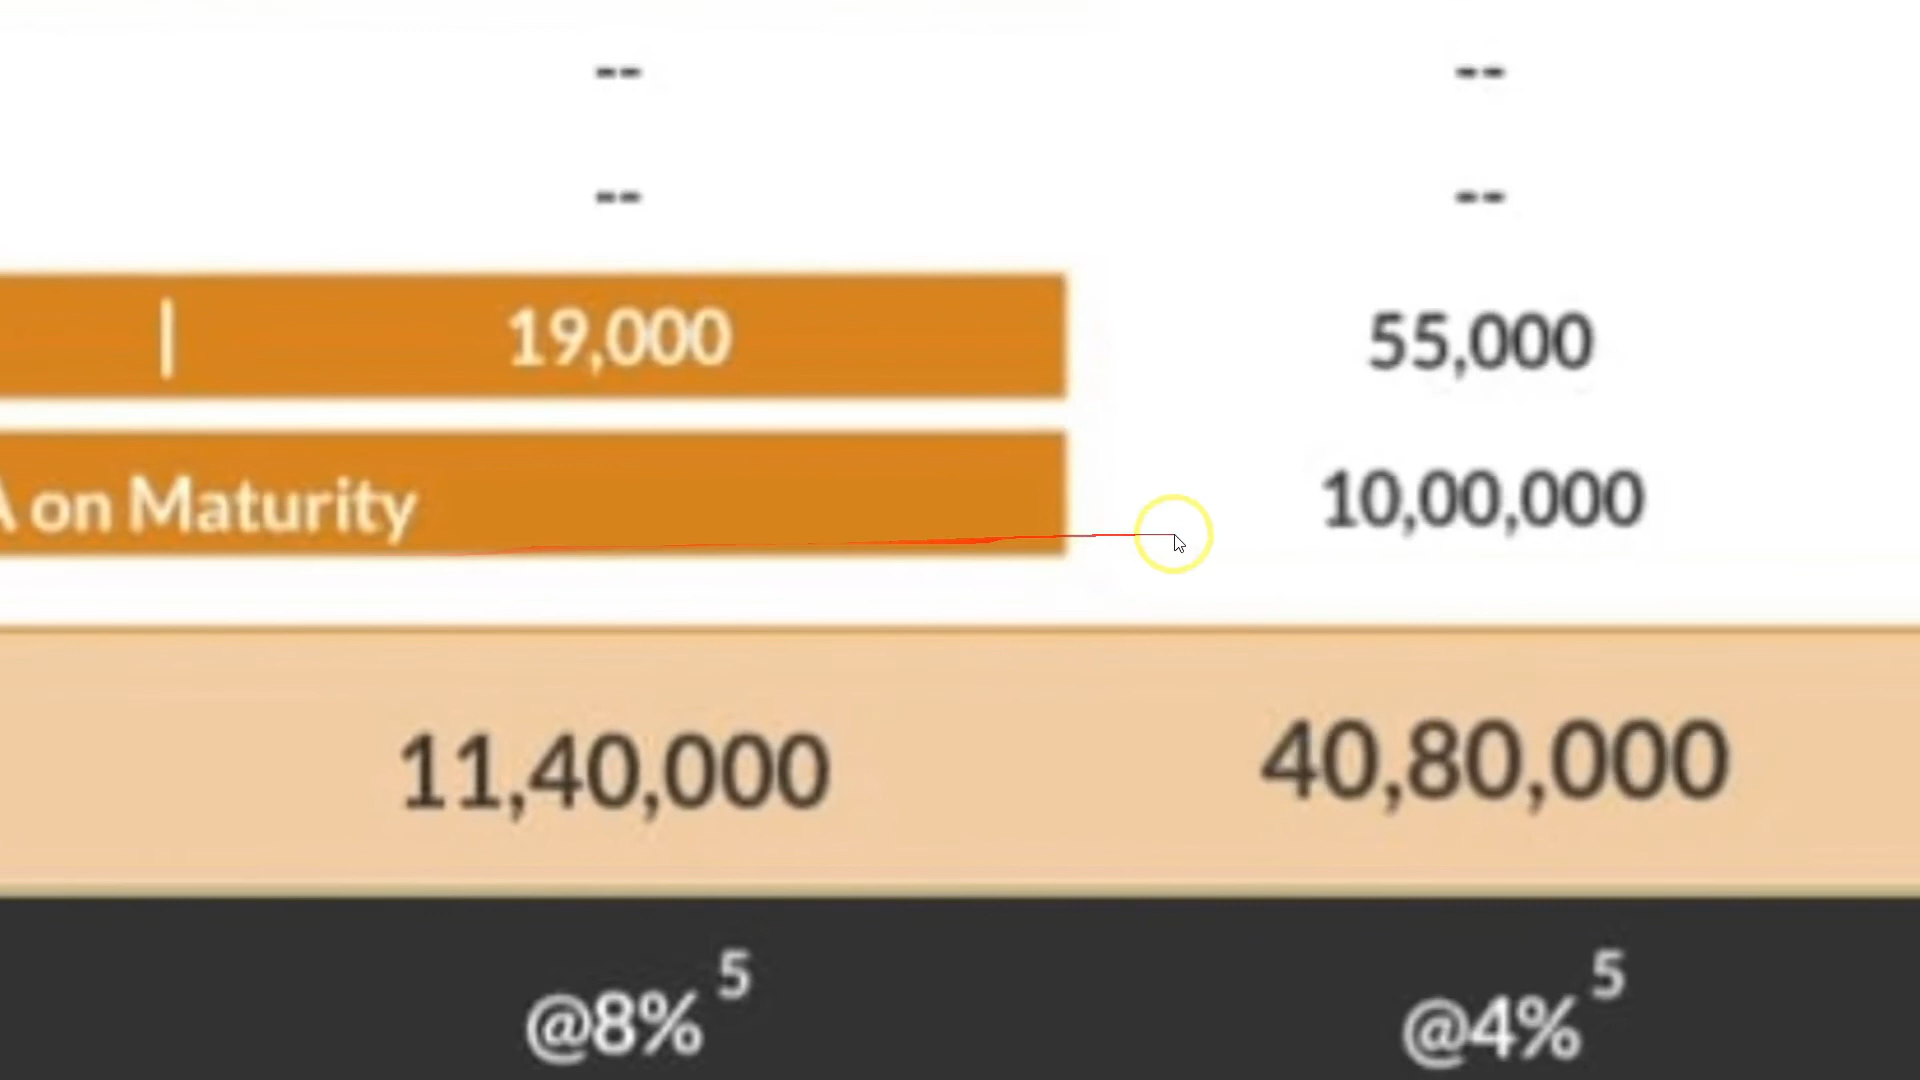 -- --
-- --
| 19,000 55,000
A on Maturity 10,00,000
11,40,000 40,80,000
@8% 5 @4% 5